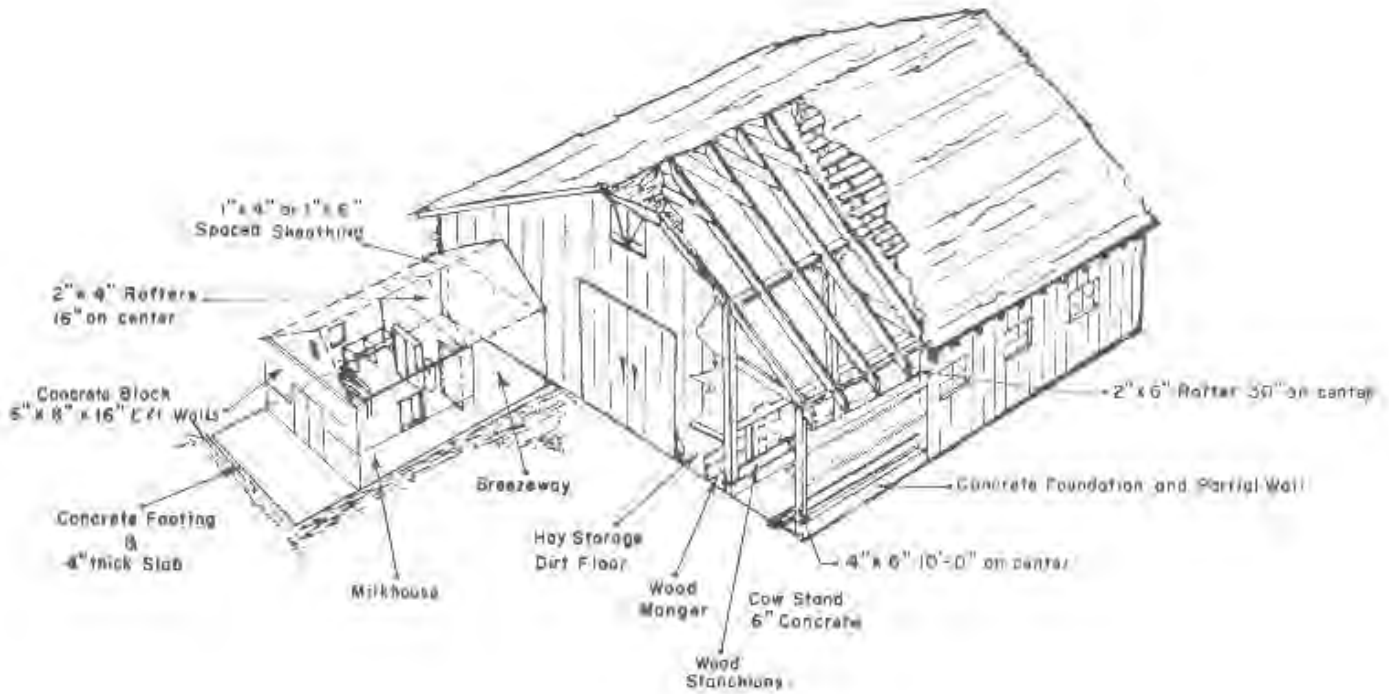 1" x 4" or 1" x 6"
Spaced Sheathing
2" x 4" Rafters
16" on center
Concrete Block
6" x 8" x 16" Ext Walls
Concrete Footing
&
4" thick Slab
Milkhouse
Breezeway
Hay Storage
Dirt Floor
Wood
Manger
Cow Stand
6" Concrete
Wood
Stanchions
4" x 6" 10'-0" on center
Concrete Foundation and Partial Wall
2" x 6" Rafter 30" on center